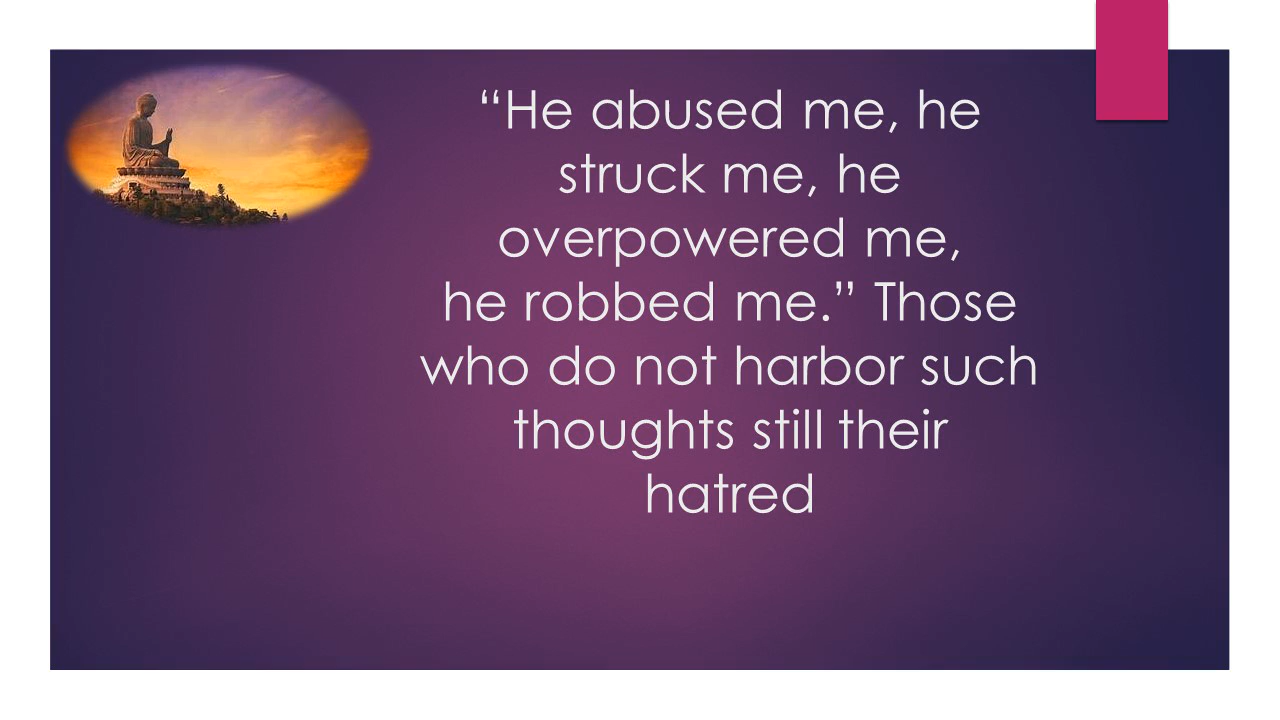 “He abused me, he
struck me, he
overpowered me,
he robbed me.” Those
who do not harbor such
thoughts still their
hatred